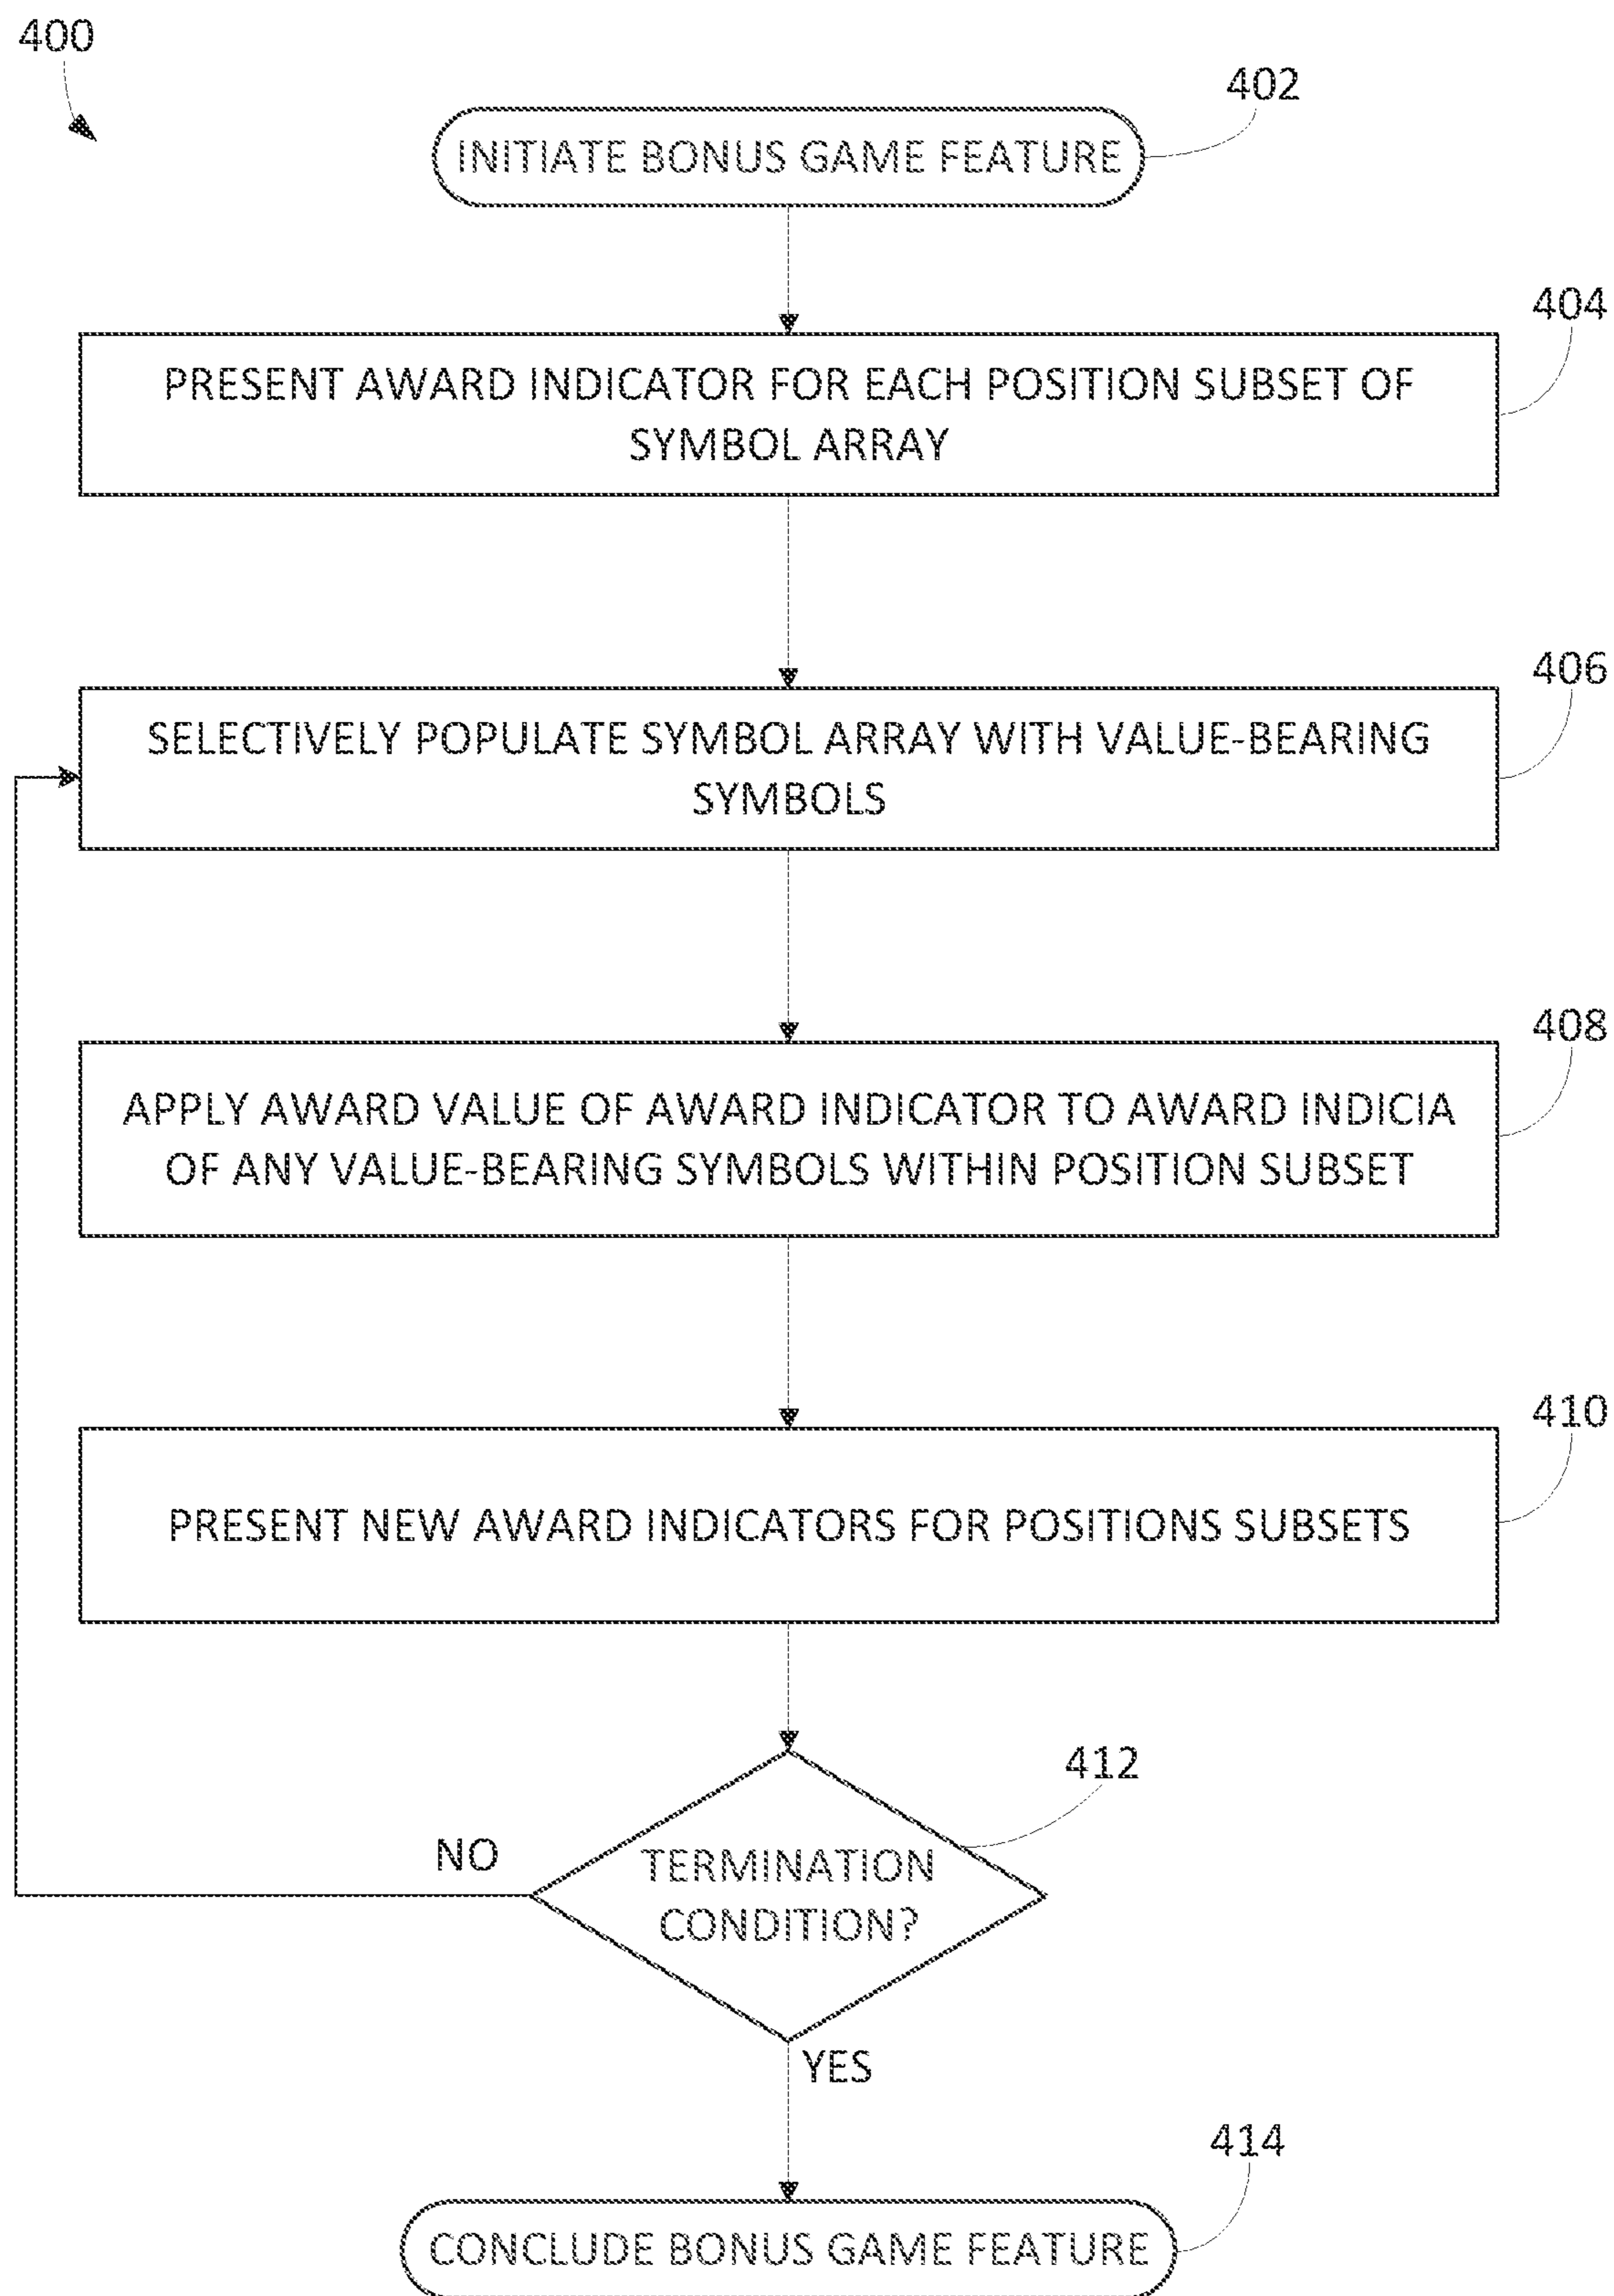 400
402
INITIATE BONUS GAME FEATURE
404
PRESENT AWARD INDICATOR FOR EACH POSITION SUBSET OF
SYMBOL ARRAY
406
SELECTIVELY POPULATE SYMBOL ARRAY WITH VALUE-BEARING
SYMBOLS
408
APPLY AWARD VALUE OF AWARD INDICATOR TO AWARD INDICIA
OF ANY VALUE-BEARING SYMBOLS WITHIN POSITION SUBSET
410
PRESENT NEW AWARD INDICATORS FOR POSITIONS SUBSETS
412
NO
TERMINATION
CONDITION?
YES
414
CONCLUDE BONUS GAME FEATURE